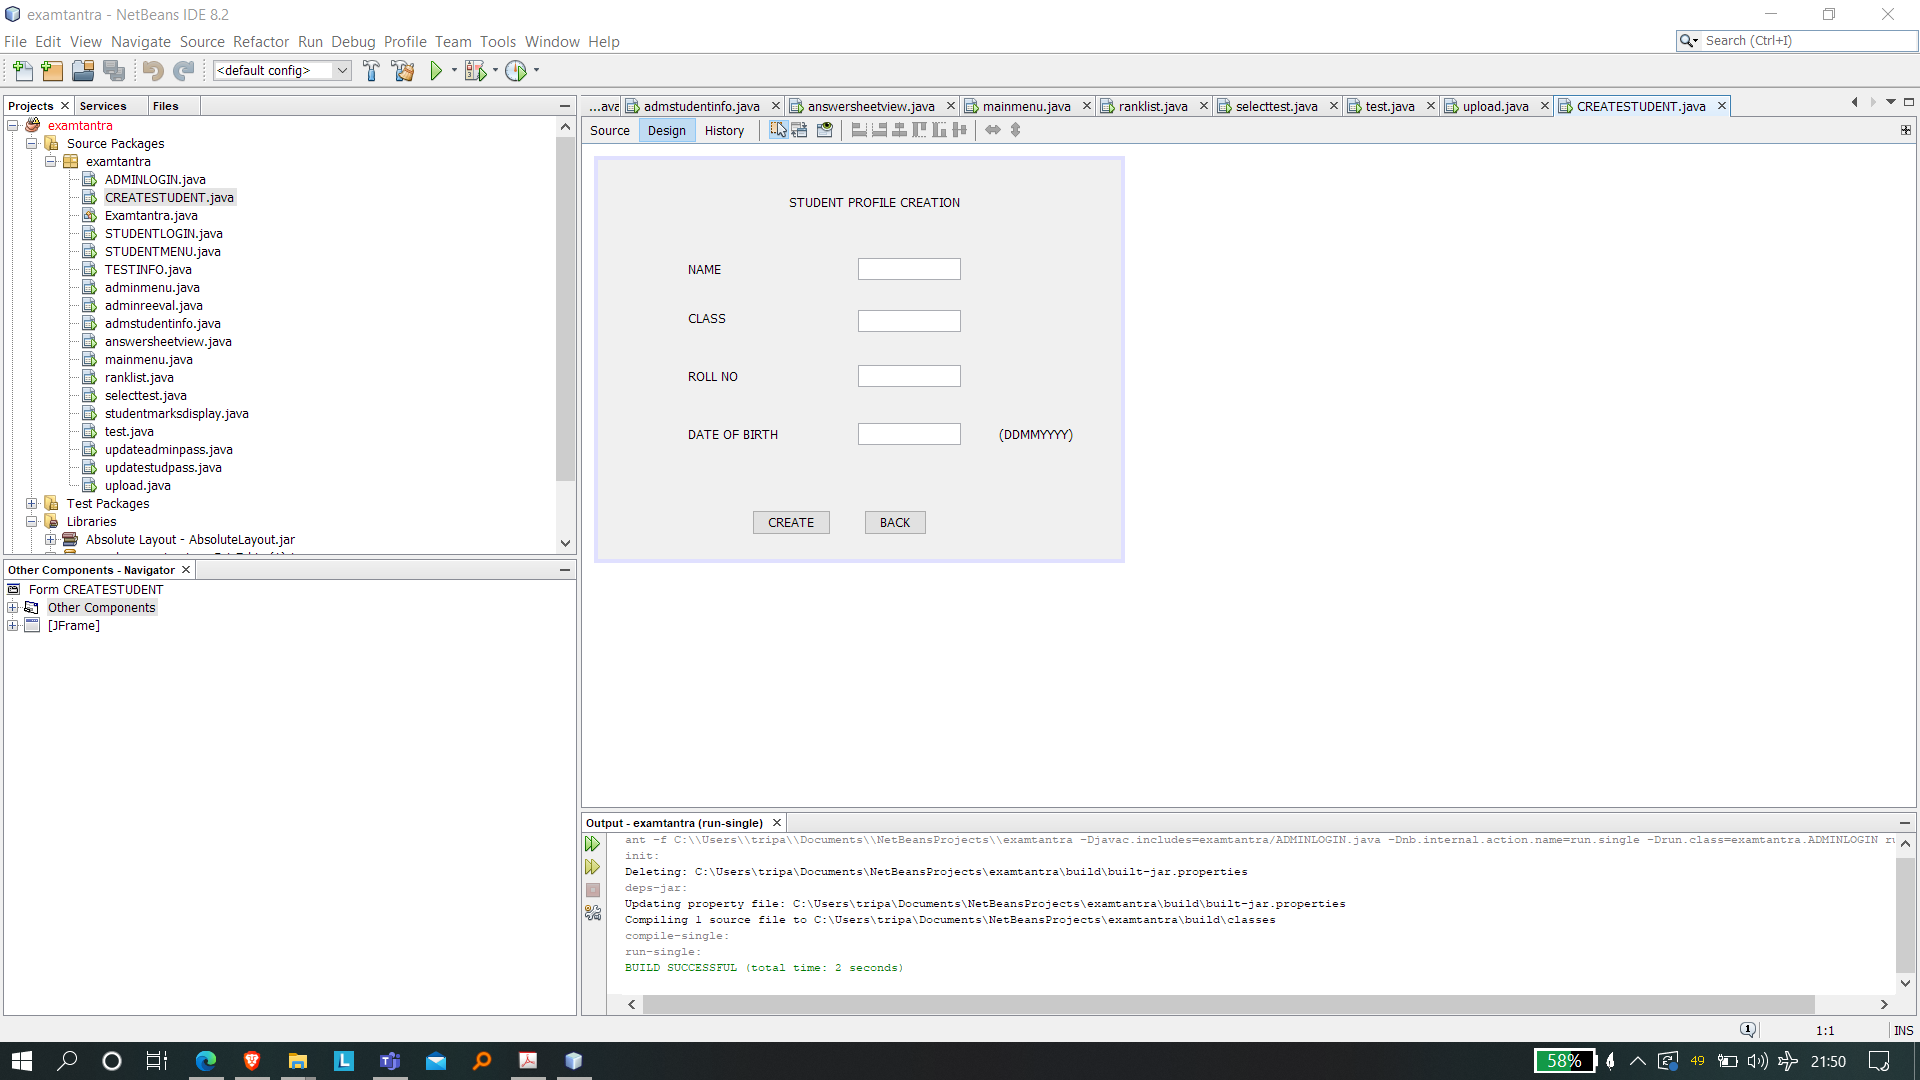 examtantra - NetBeans IDE 8.2
File Edit View Navigate Source Refactor Run Debug Profile Team Tools Window Help
Search (Ctrl+I)
<default config>
Projects Services Files
examtantra
Source Packages
examtantra
ADMINLOGIN.java
CREATESTUDENT.java
Examtantra.java
STUDENTLOGIN.java
STUDENTMENU.java
TESTINFO.java
adminmenu.java
adminreeval.java
admstudentinfo.java
answersheetview.java
mainmenu.java
ranklist.java
selecttest.java
studentmarksdisplay.java
test.java
updateadminpass.java
updatestudpass.java
upload.java
Test Packages
Libraries
Absolute Layout - AbsoluteLayout.jar
Other Components - Navigator
Form CREATESTUDENT
Other Components
[JFrame]
...ava admstudentinfo.java answersheetview.java mainmenu.java ranklist.java selecttest.java test.java upload.java CREATESTUDENT.java
Source Design History
STUDENT PROFILE CREATION
NAME
CLASS
ROLL NO
DATE OF BIRTH (DDMMYYYY)
CREATE BACK
Output - examtantra (run-single)
ant -f C:\\Users\\tripa\\Documents\\NetBeansProjects\\examtantra -Djavac.includes=examtantra/ADMINLOGIN.java -Dnb.internal.action.name=run.single -Drun.class=examtantra.ADMINLOGIN
init:
Deleting: C:\Users\tripa\Documents\NetBeansProjects\examtantra\build\built-jar.properties
deps-jar:
Updating property file: C:\Users\tripa\Documents\NetBeansProjects\examtantra\build\built-jar.properties
Compiling 1 source file to C:\Users\tripa\Documents\NetBeansProjects\examtantra\build\classes
compile-single:
run-single:
BUILD SUCCESSFUL (total time: 2 seconds)
1:1 INS
58% 49 21:50